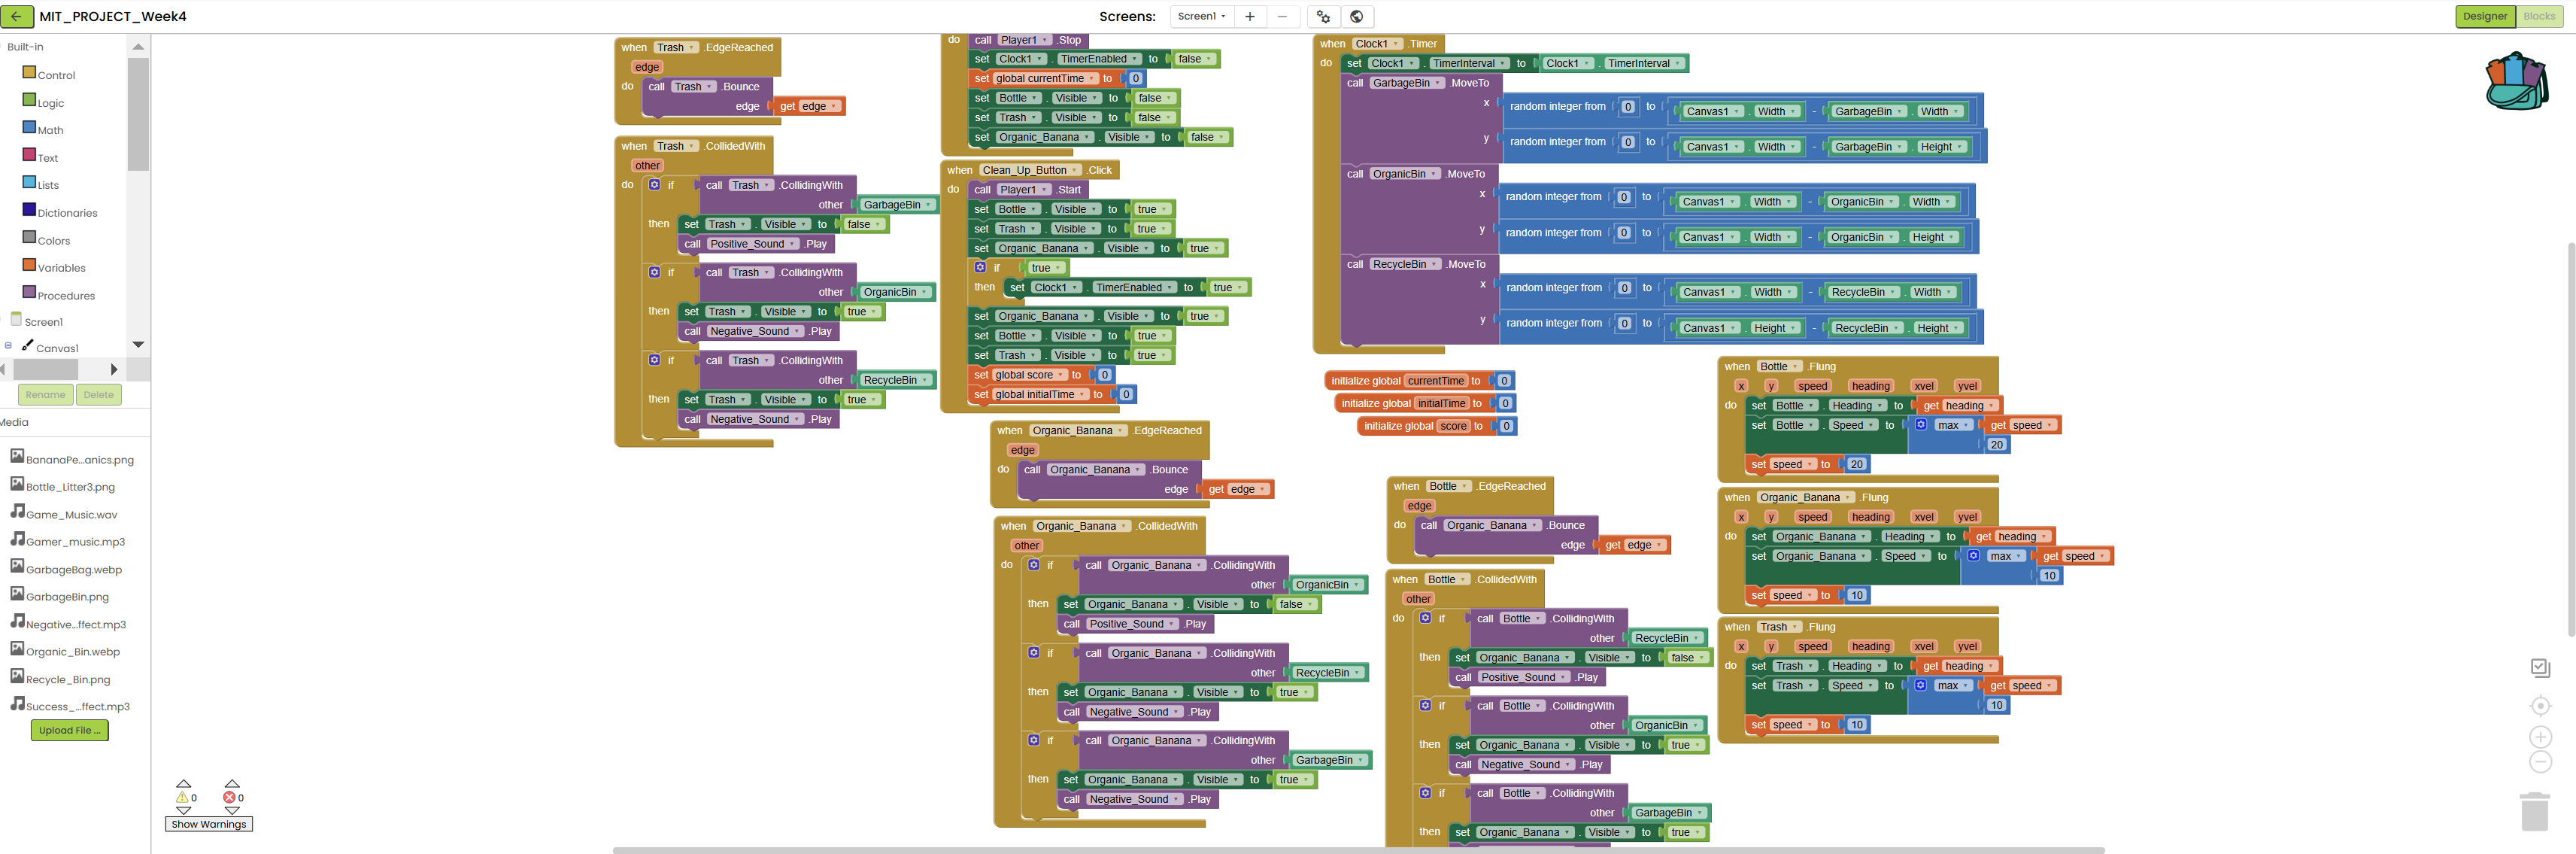 MIT_PROJECT_Week4
Screens: Screen1
Designer Blocks
Built-in
Control
Logic
Math
Text
Lists
Dictionaries
Colors
Variables
Procedures
Screen1
Canvas1
Rename Delete
Media
BananaPe...anics.png
Bottle_Litter3.png
Game_Music.wav
Gamer_music.mp3
GarbageBag.webp
GarbageBin.png
Negative...ffect.mp3
Organic_Bin.webp
Recycle_Bin.png
Success_...ffect.mp3
Upload File ...
0 0
Show Warnings
when Trash .EdgeReached
edge
do call Trash .Bounce
edge get edge
when Trash .CollidedWith
other
do if call Trash .CollidingWith
other GarbageBin
then set Trash . Visible to false
call Positive_Sound .Play
if call Trash .CollidingWith
other OrganicBin
then set Trash . Visible to true
call Negative_Sound .Play
if call Trash .CollidingWith
other RecycleBin
then set Trash . Visible to true
call Negative_Sound .Play
do call Player1 .Stop
set Clock1 . TimerEnabled to false
set global currentTime to 0
set Bottle . Visible to false
set Trash . Visible to false
set Organic_Banana . Visible to false
when Clean_Up_Button .Click
do call Player1 .Start
set Bottle . Visible to true
set Trash . Visible to true
set Organic_Banana . Visible to true
if true
then set Clock1 . TimerEnabled to true
set Organic_Banana . Visible to true
set Bottle . Visible to true
set Trash . Visible to true
set global score to 0
set global initialTime to 0
when Organic_Banana .EdgeReached
edge
do call Organic_Banana .Bounce
edge get edge
when Organic_Banana .CollidedWith
other
do if call Organic_Banana .CollidingWith
other OrganicBin
then set Organic_Banana . Visible to false
call Positive_Sound .Play
if call Organic_Banana .CollidingWith
other RecycleBin
then set Organic_Banana . Visible to true
call Negative_Sound .Play
if call Organic_Banana .CollidingWith
other GarbageBin
then set Organic_Banana . Visible to true
call Negative_Sound .Play
when Clock1 .Timer
do set Clock1 . TimerInterval to Clock1 . TimerInterval
call GarbageBin .MoveTo
x random integer from 0 to Canvas1 . Width - GarbageBin . Width
y random integer from 0 to Canvas1 . Width - GarbageBin . Height
call OrganicBin .MoveTo
x random integer from 0 to Canvas1 . Width - OrganicBin . Width
y random integer from 0 to Canvas1 . Width - OrganicBin . Height
call RecycleBin .MoveTo
x random integer from 0 to Canvas1 . Width - RecycleBin . Width
y random integer from 0 to Canvas1 . Height - RecycleBin . Height
initialize global currentTime to 0
initialize global initialTime to 0
initialize global score to 0
when Bottle .EdgeReached
edge
do call Organic_Banana .Bounce
edge get edge
when Bottle .CollidedWith
other
do if call Bottle .CollidingWith
other RecycleBin
then set Organic_Banana . Visible to false
call Positive_Sound .Play
if call Bottle .CollidingWith
other OrganicBin
then set Organic_Banana . Visible to true
call Negative_Sound .Play
if call Bottle .CollidingWith
other GarbageBin
then set Organic_Banana . Visible to true
when Bottle .Flung
x y speed heading xvel yvel
do set Bottle . Heading to get heading
set Bottle . Speed to max get speed
20
set speed to 20
when Organic_Banana .Flung
x y speed heading xvel yvel
do set Organic_Banana . Heading to get heading
set Organic_Banana . Speed to max get speed
10
set speed to 10
when Trash .Flung
x y speed heading xvel yvel
do set Trash . Heading to get heading
set Trash . Speed to max get speed
10
set speed to 10